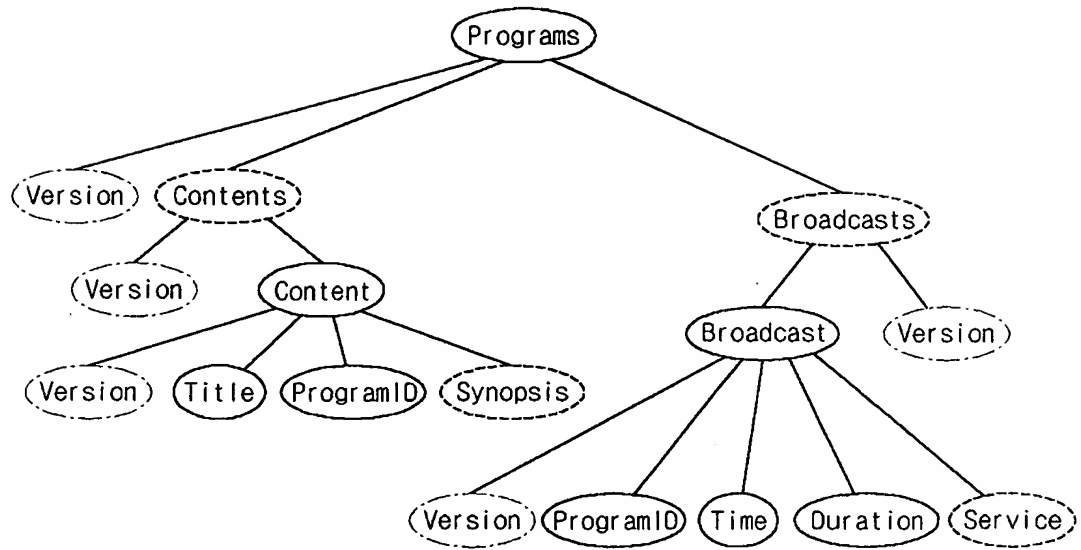 Programs
Version Contents
Broadcasts
Version Content
Broadcast Version
Version Title ProgramID Synopsis
Version ProgramID Time Duration Service